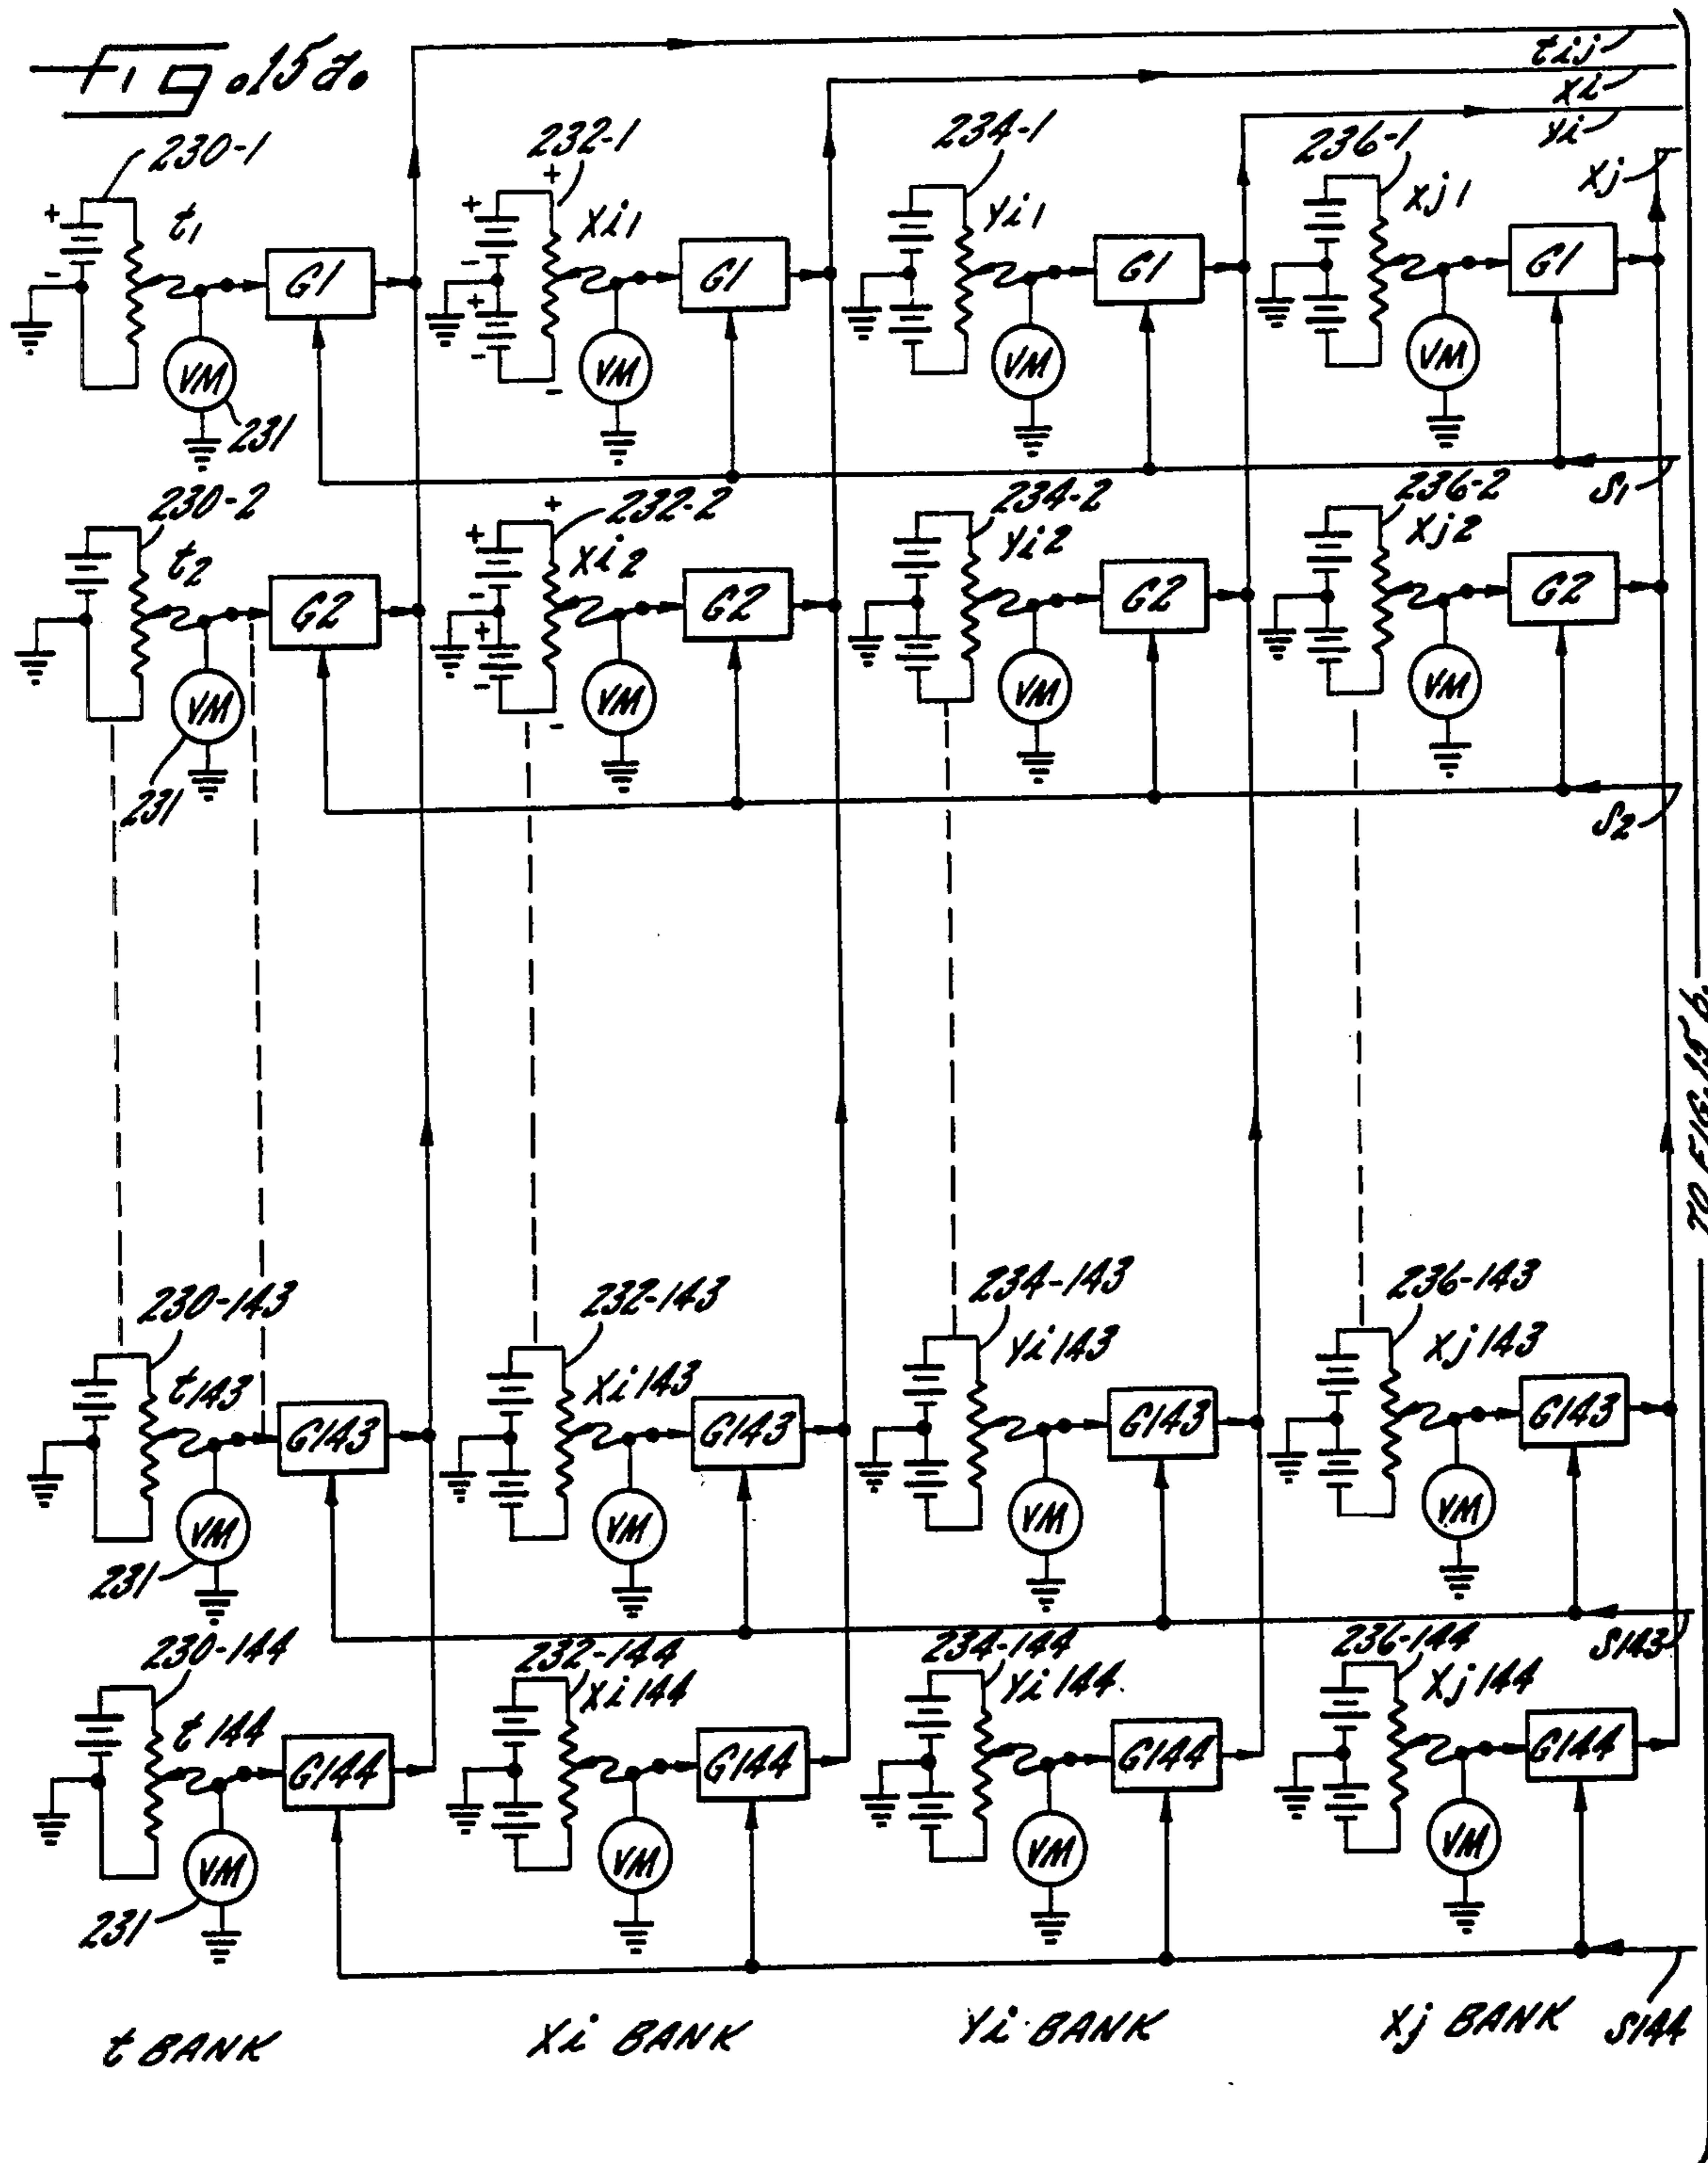 Fig. 15a.
tij
xi
yi
xj
230-1
232-1
234-1
236-1
+
+
+
t1
xi1
yi1
xj1
-
-
+
-
-
G1
G1
G1
G1
VM
VM
VM
VM
231
S1
230-2
232-2
234-2
236-2
+
+
t2
xi2
yi2
xj2
-
+
-
-
G2
G2
G2
G2
VM
VM
VM
VM
231
S2
TO FIG. 15b.
230-143
232-143
234-143
236-143
t143
xi143
yi143
xj143
G143
G143
G143
G143
VM
VM
VM
VM
231
S143
230-144
232-144
234-144
236-144
t144
xi144
yi144
xj144
G144
G144
G144
G144
VM
VM
VM
VM
231
S144
t BANK
Xi BANK
Yi BANK
Xj BANK